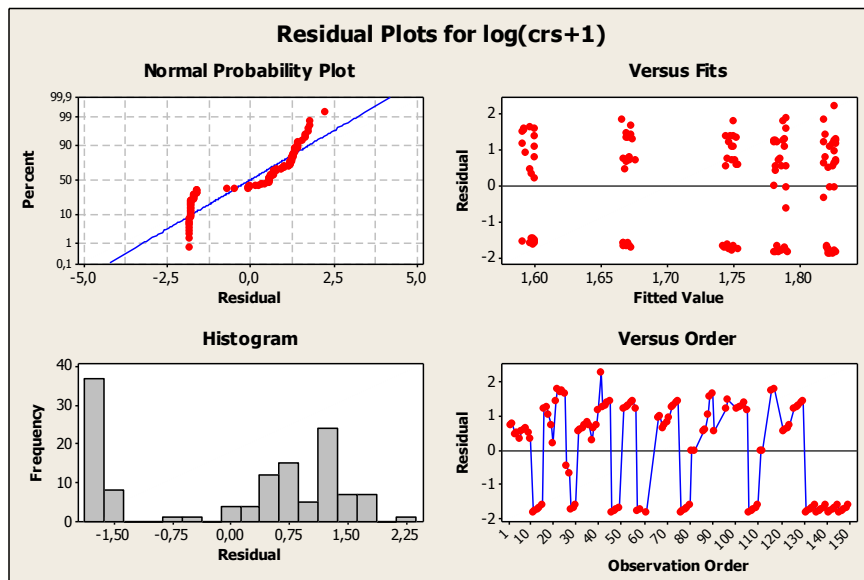 Residual Plots for log(crs+1)
Normal Probability Plot
99,9
99
90
50
10
1
0,1
Percent
-5,0 -2,5 0,0 2,5 5,0
Residual
Versus Fits
2
1
0
-1
-2
Residual
1,60 1,65 1,70 1,75 1,80
Fitted Value
Histogram
40
30
20
10
0
Frequency
-1,50 -0,75 0,00 0,75 1,50 2,25
Residual
Versus Order
2
1
0
-1
-2
Residual
1 10 20 30 40 50 60 70 80 90 100 110 120 130 140 150
Observation Order